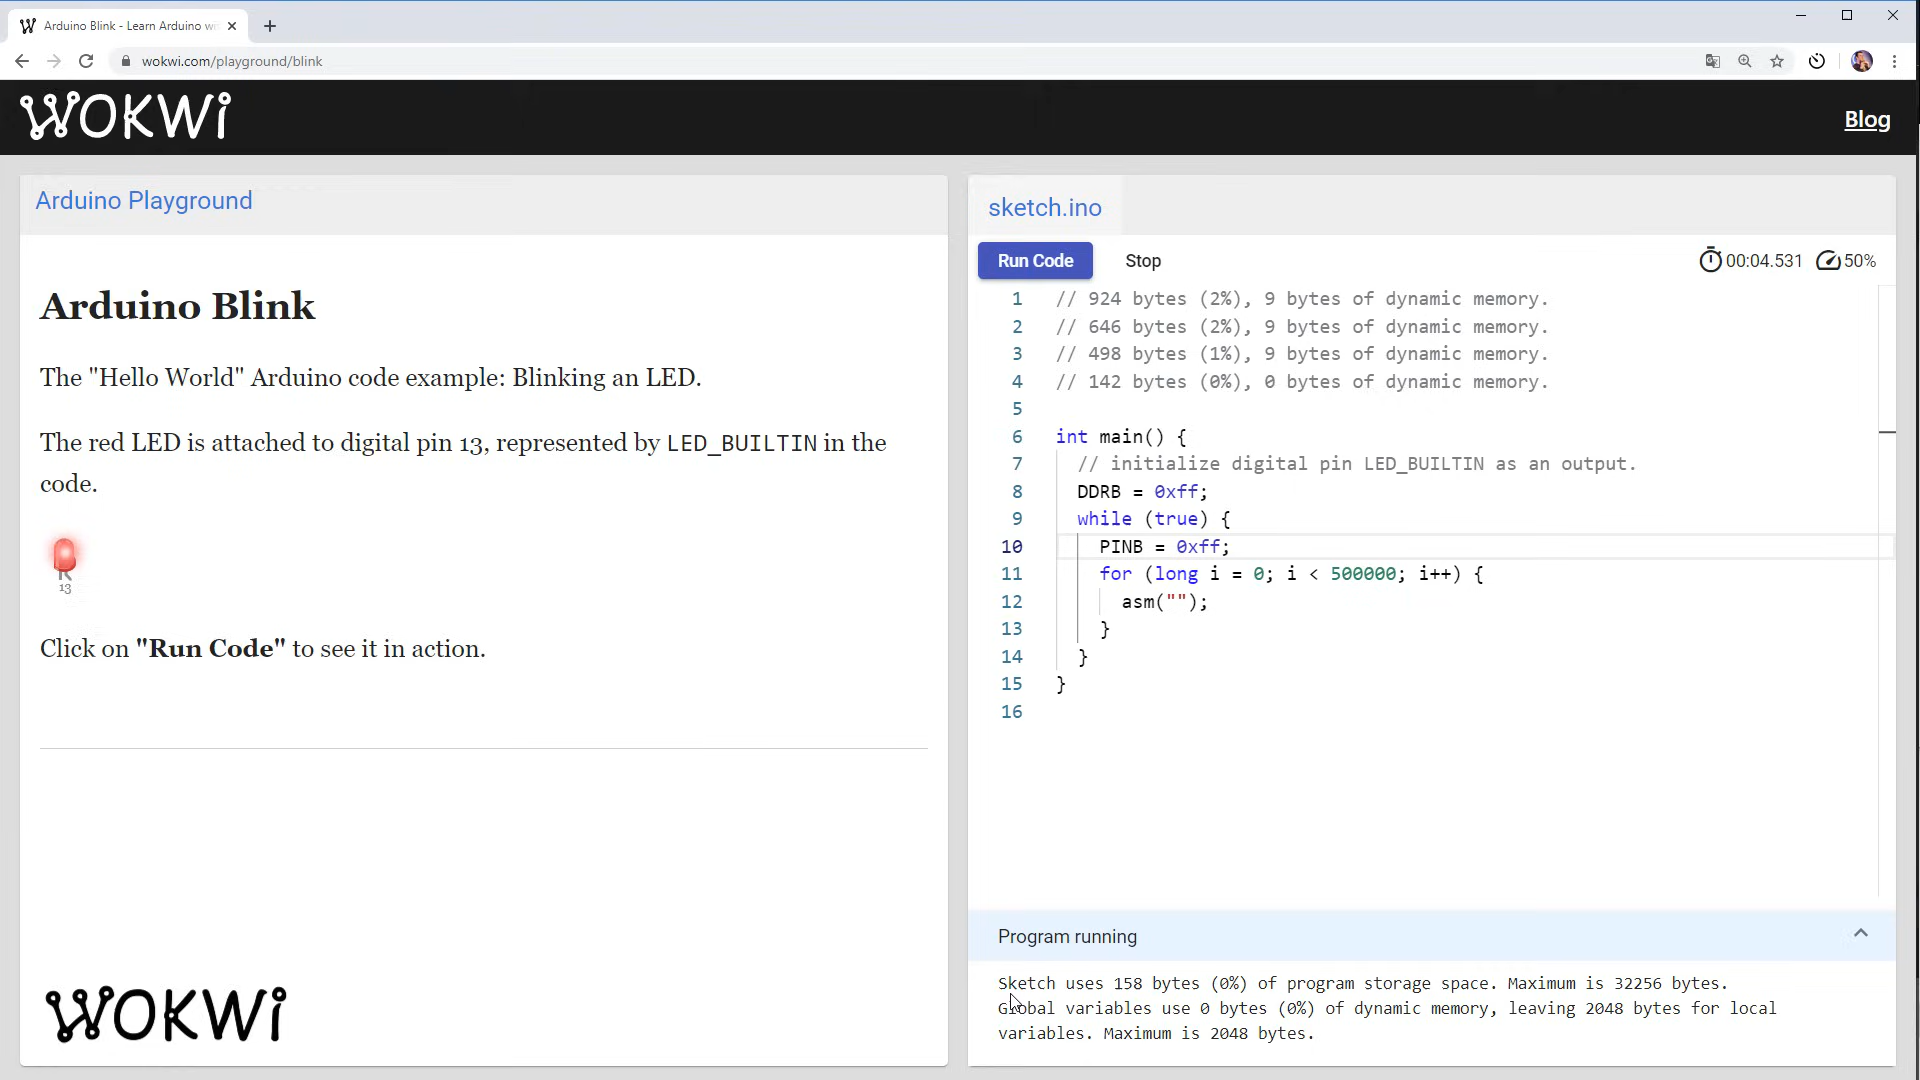 Arduino Blink - Learn Arduino wi
wokwi.com/playground/blink
WOKWi
Blog
Arduino Playground
Arduino Blink
The "Hello World" Arduino code example: Blinking an LED.
The red LED is attached to digital pin 13, represented by LED_BUILTIN in the
code.
13
Click on "Run Code" to see it in action.
WOKWi
sketch.ino
Run Code Stop 00:04.531 50%
1 // 924 bytes (2%), 9 bytes of dynamic memory.
2 // 646 bytes (2%), 9 bytes of dynamic memory.
3 // 498 bytes (1%), 9 bytes of dynamic memory.
4 // 142 bytes (0%), 0 bytes of dynamic memory.
5
6 int main() {
7 // initialize digital pin LED_BUILTIN as an output.
8 DDRB = 0xff;
9 while (true) {
10 PINB = 0xff;
11 for (long i = 0; i < 500000; i++) {
12 asm("");
13 }
14 }
15 }
16
Program running
Sketch uses 158 bytes (0%) of program storage space. Maximum is 32256 bytes.
Global variables use 0 bytes (0%) of dynamic memory, leaving 2048 bytes for local
variables. Maximum is 2048 bytes.